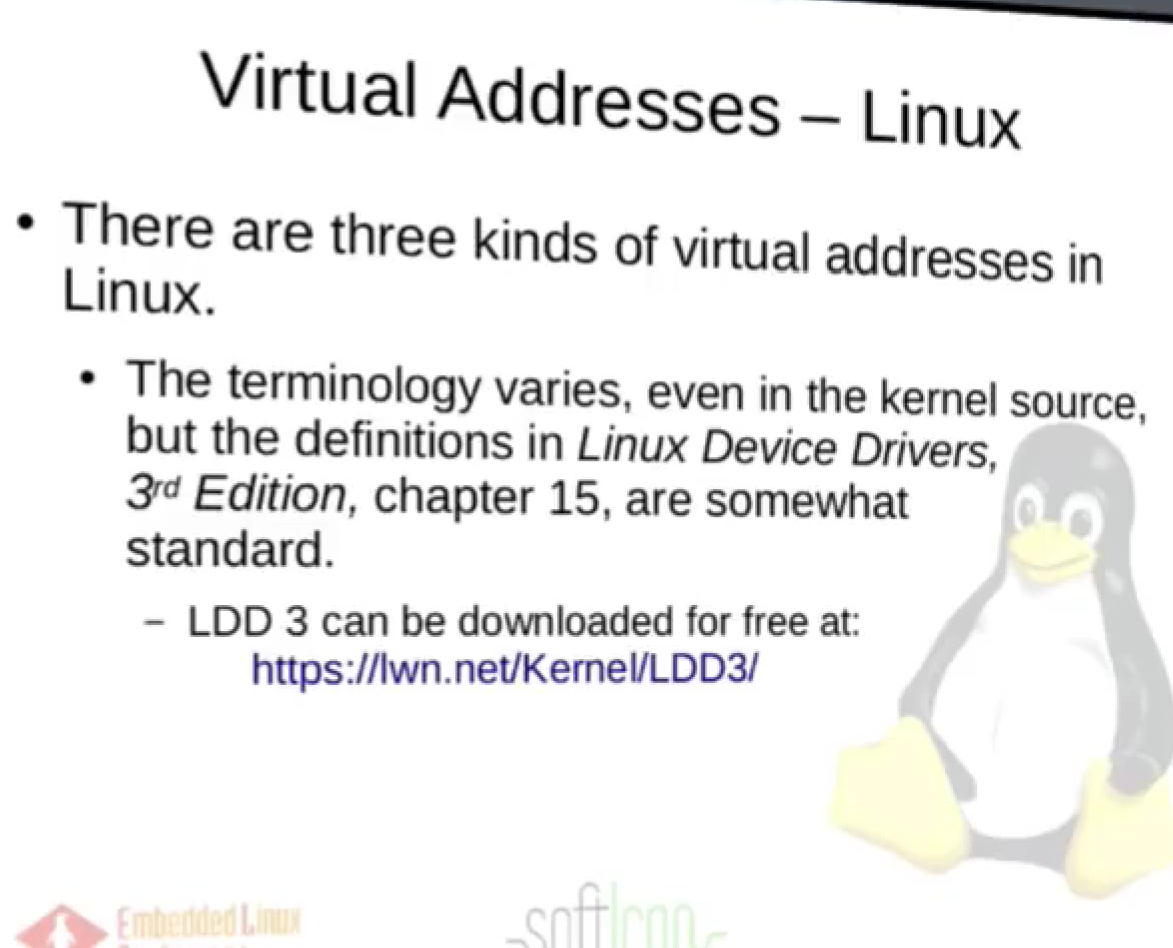 Virtual Addresses – Linux
• There are three kinds of virtual addresses in
Linux.
• The terminology varies, even in the kernel source,
but the definitions in Linux Device Drivers,
3rd Edition, chapter 15, are somewhat
standard.
– LDD 3 can be downloaded for free at:
https://lwn.net/Kernel/LDD3/
Embedded Linux
softIron